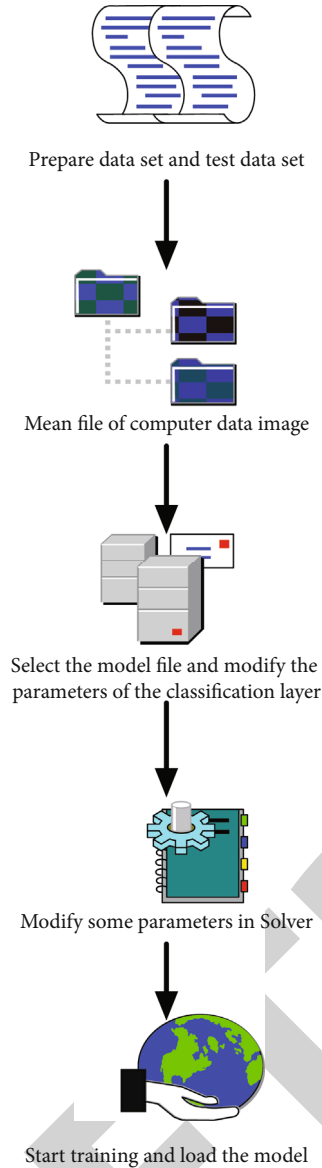 Prepare data set and test data set
Mean file of computer data image
Select the model file and modify the
parameters of the classification layer
Modify some parameters in Solver
Start training and load the model